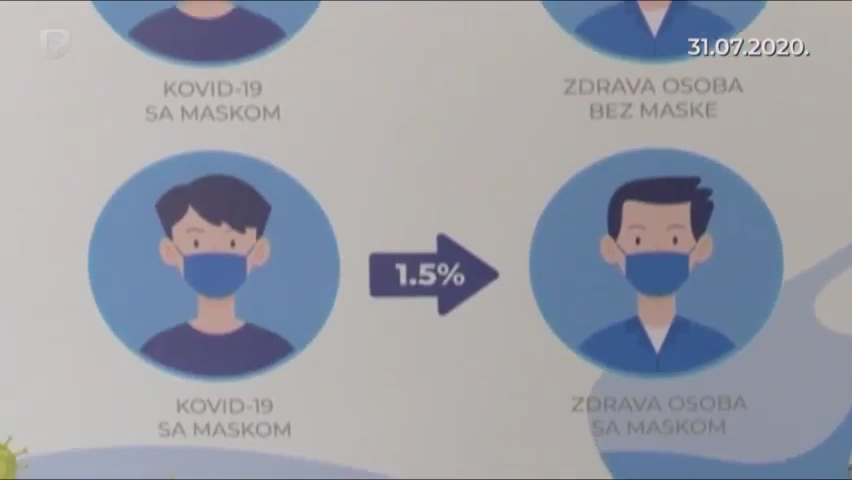 31.07.2020.
KOVID-19
SA MASKOM
ZDRAVA OSOBA
BEZ MASKE
1.5%
KOVID-19
SA MASKOM
ZDRAVA OSOBA
SA MASKOM